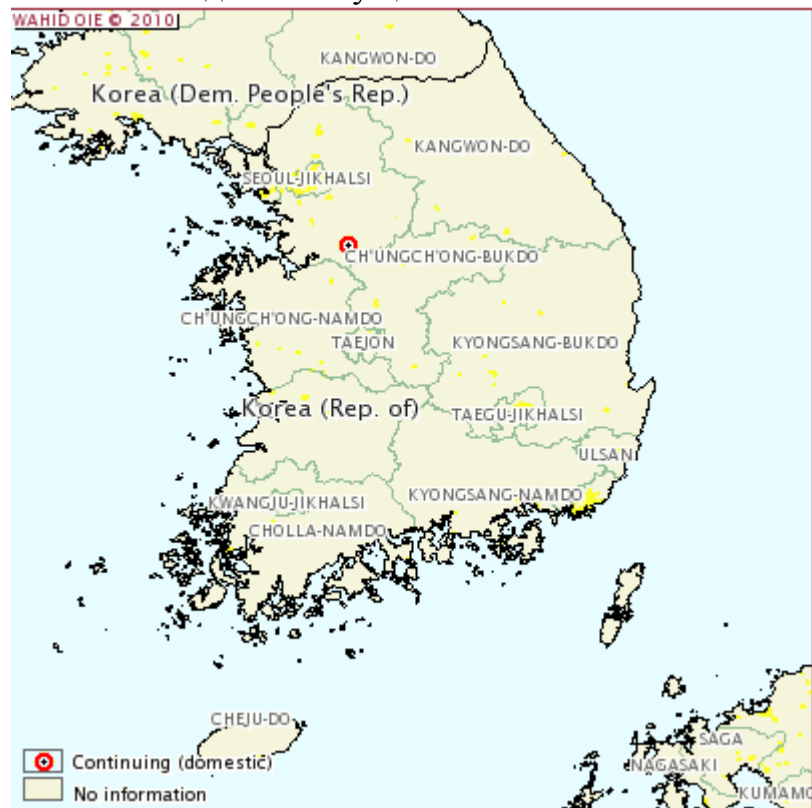 WAHID OIE © 2010
KANGWON-DO
Korea (Dem. People's Rep.)
KANGWON-DO
SEOUL-JIKHALSI
CH'UNGCH'ONG-BUKDO
CH'UNGCH'ONG-NAMDO
TAEJON
KYONGSANG-BUKDO
Korea (Rep. of)
TAEGU-JIKHALSI
ULSAN
KWANGJU-JIKHALSI
KYONGSANG-NAMDO
CHOLLA-NAMDO
CHEJU-DO
SAGA
NAGASAKI
KUMAMO
Continuing (domestic)
No information